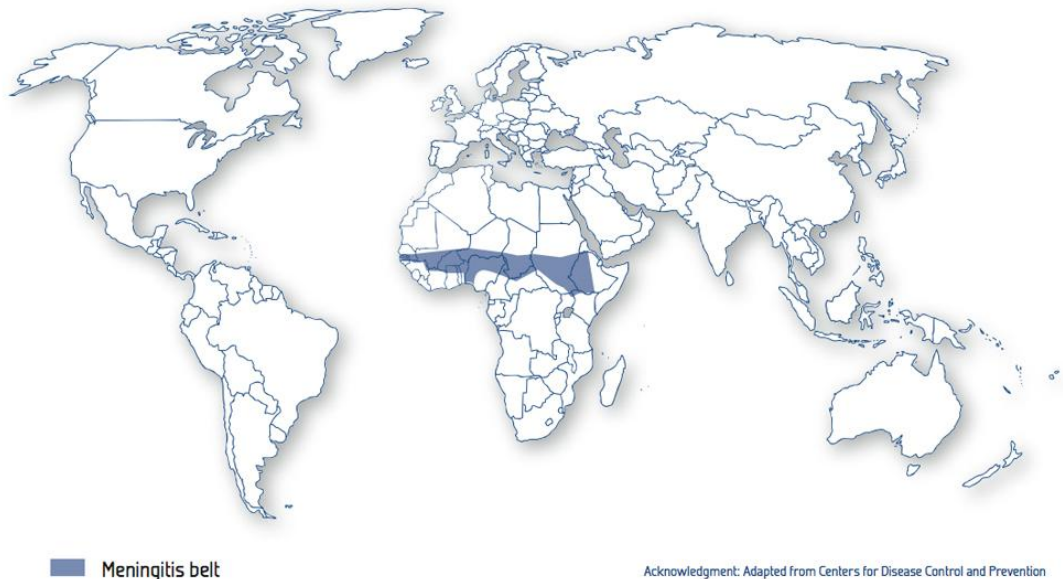 Meningitis belt
Acknowledgment: Adapted from Centers for Disease Control and Prevention